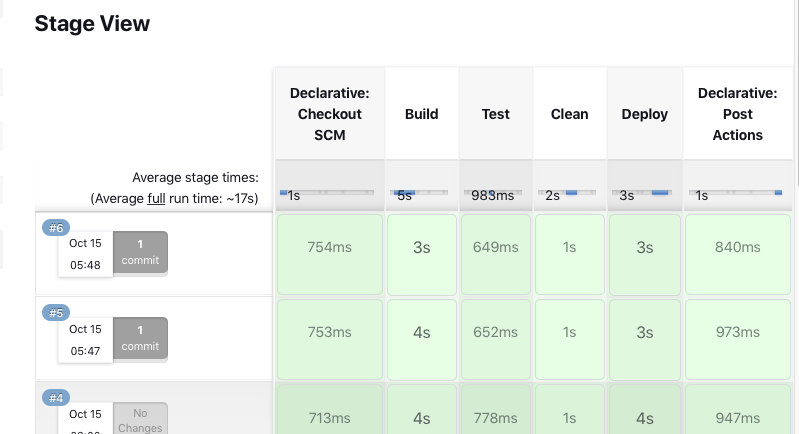 Stage View
Declarative:
Checkout
SCM
Build
Test
Clean
Deploy
Declarative:
Post
Actions
Average stage times:
(Average full run time: ~17s)
1s
5s
983ms
2s
3s
1s
#6
Oct 15
05:48
1
commit
754ms
3s
649ms
1s
3s
840ms
#5
Oct 15
05:47
1
commit
753ms
4s
652ms
1s
3s
973ms
#4
Oct 15
No
Changes
713ms
4s
778ms
1s
4s
947ms